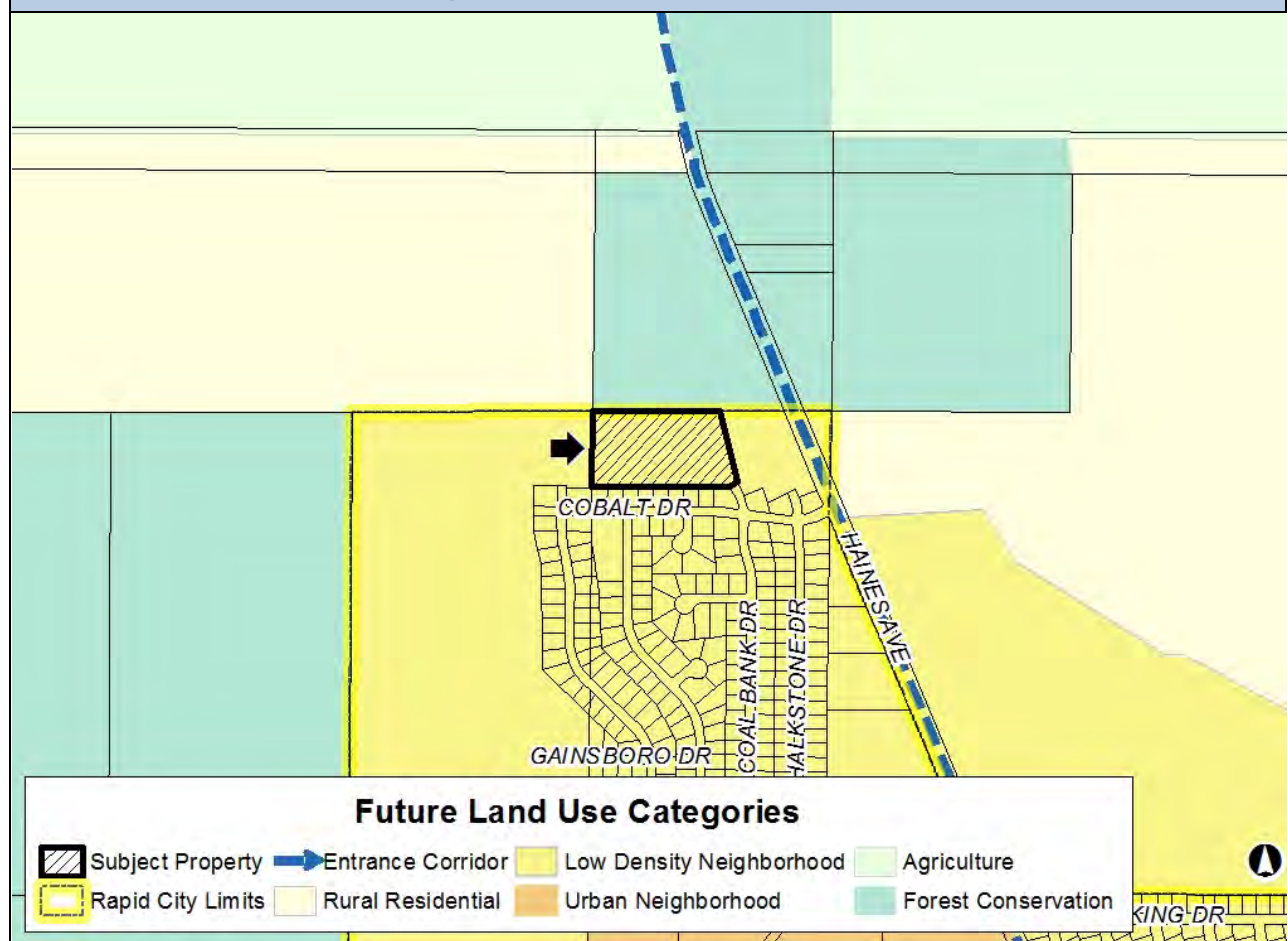 COBALT DR
HAINES AVE
COAL BANK DR
HALKSTONE DR
GAINSBORO DR
Future Land Use Categories
Subject Property Entrance Corridor Low Density Neighborhood Agriculture
Rapid City Limits Rural Residential Urban Neighborhood Forest Conservation
KING DR